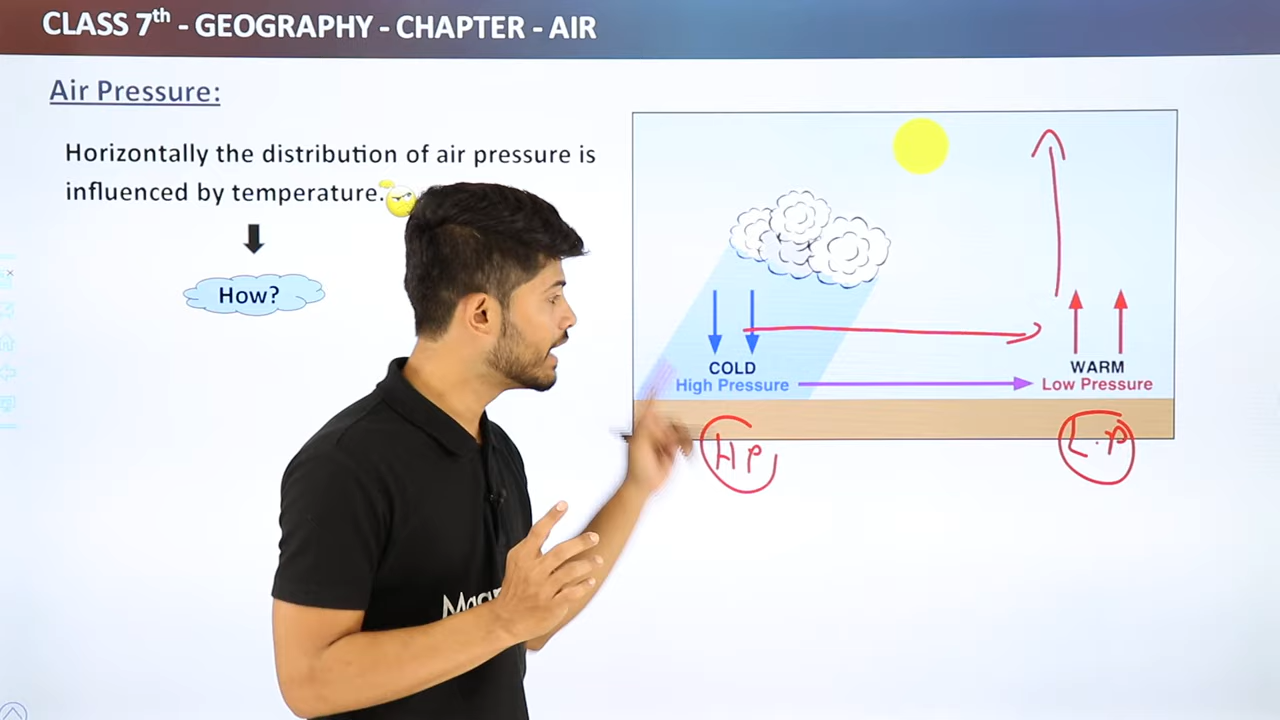 CLASS 7th - GEOGRAPHY - CHAPTER - AIR
Air Pressure:
Horizontally the distribution of air pressure is
influenced by temperature.
How?
COLD
High Pressure
WARM
Low Pressure
HP
L.P